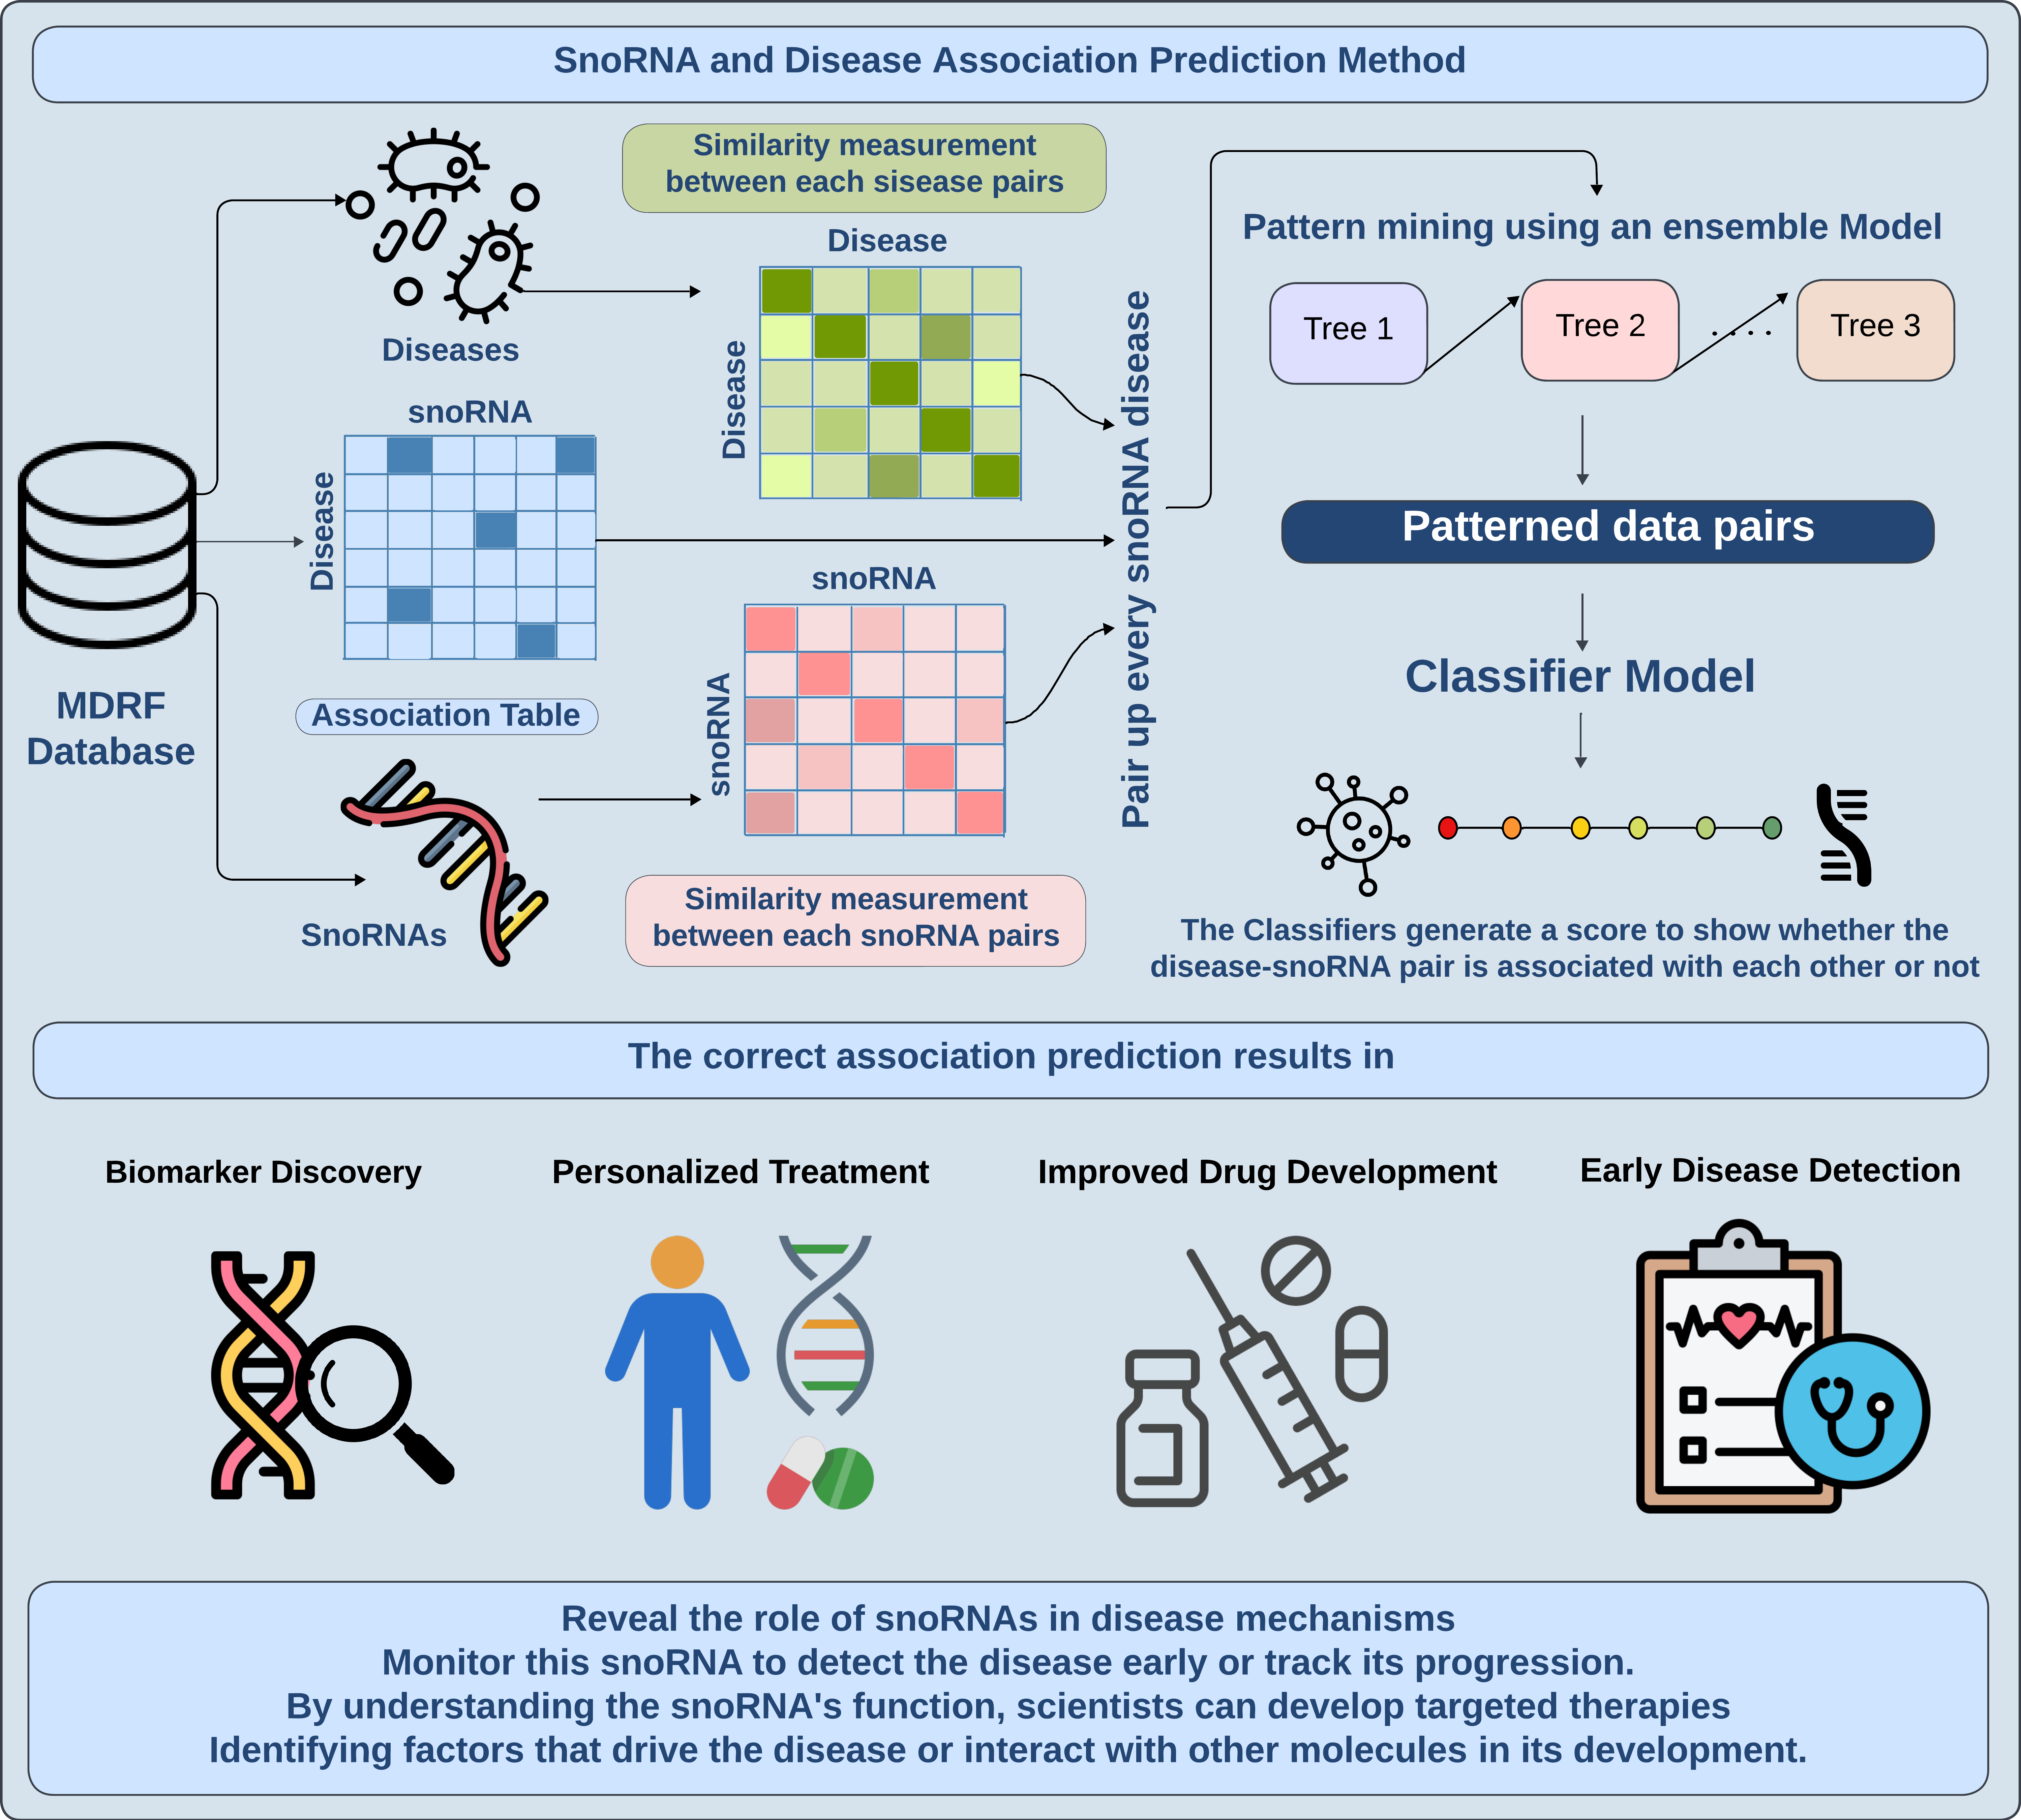 SnoRNA and Disease Association Prediction Method
Similarity measurement
between each sisease pairs
Disease
Disease
Diseases
snoRNA
Disease
Association Table
MDRF
Database
SnoRNAs
snoRNA
snoRNA
Similarity measurement
between each snoRNA pairs
Pair up every snoRNA disease
Pattern mining using an ensemble Model
Tree 1
Tree 2
. . . .
Tree 3
Patterned data pairs
Classifier Model
The Classifiers generate a score to show whether the
disease-snoRNA pair is associated with each other or not
The correct association prediction results in
Biomarker Discovery
Personalized Treatment
Improved Drug Development
Early Disease Detection
Reveal the role of snoRNAs in disease mechanisms
Monitor this snoRNA to detect the disease early or track its progression.
By understanding the snoRNA's function, scientists can develop targeted therapies
Identifying factors that drive the disease or interact with other molecules in its development.